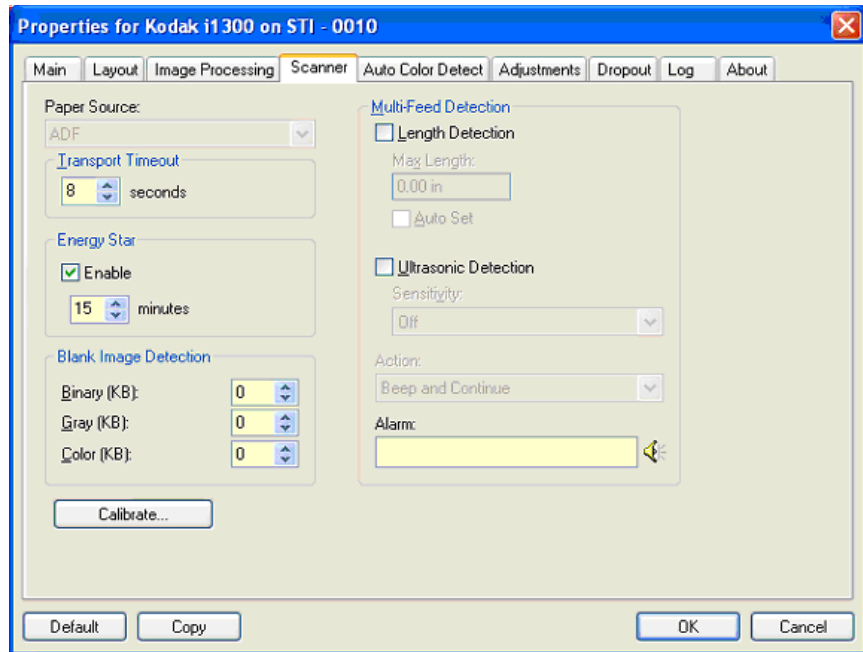 Properties for Kodak i1300 on STI - 0010
Main Layout Image Processing Scanner Auto Color Detect Adjustments Dropout Log About
Paper Source:
ADF
Transport Timeout
8 seconds
Energy Star
Enable
15 minutes
Blank Image Detection
Binary (KB): 0
Gray (KB): 0
Color (KB): 0
Calibrate...
Multi-Feed Detection
Length Detection
Max Length:
0.00 in
Auto Set
Ultrasonic Detection
Sensitivity:
Off
Action:
Beep and Continue
Alarm:
Default Copy OK Cancel